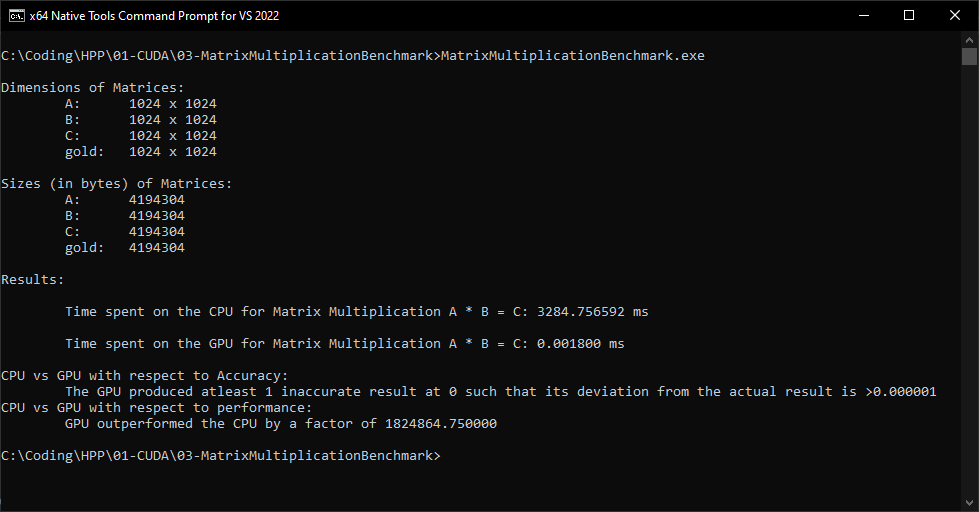 x64 Native Tools Command Prompt for VS 2022
C:\Coding\HPP\01-CUDA\03-MatrixMultiplicationBenchmark>MatrixMultiplicationBenchmark.exe
Dimensions of Matrices:
A: 1024 x 1024
B: 1024 x 1024
C: 1024 x 1024
gold: 1024 x 1024
Sizes (in bytes) of Matrices:
A: 4194304
B: 4194304
C: 4194304
gold: 4194304
Results:
Time spent on the CPU for Matrix Multiplication A * B = C: 3284.756592 ms
Time spent on the GPU for Matrix Multiplication A * B = C: 0.001800 ms
CPU vs GPU with respect to Accuracy:
The GPU produced atleast 1 inaccurate result at 0 such that its deviation from the actual result is >0.000001
CPU vs GPU with respect to performance:
GPU outperformed the CPU by a factor of 1824864.750000
C:\Coding\HPP\01-CUDA\03-MatrixMultiplicationBenchmark>